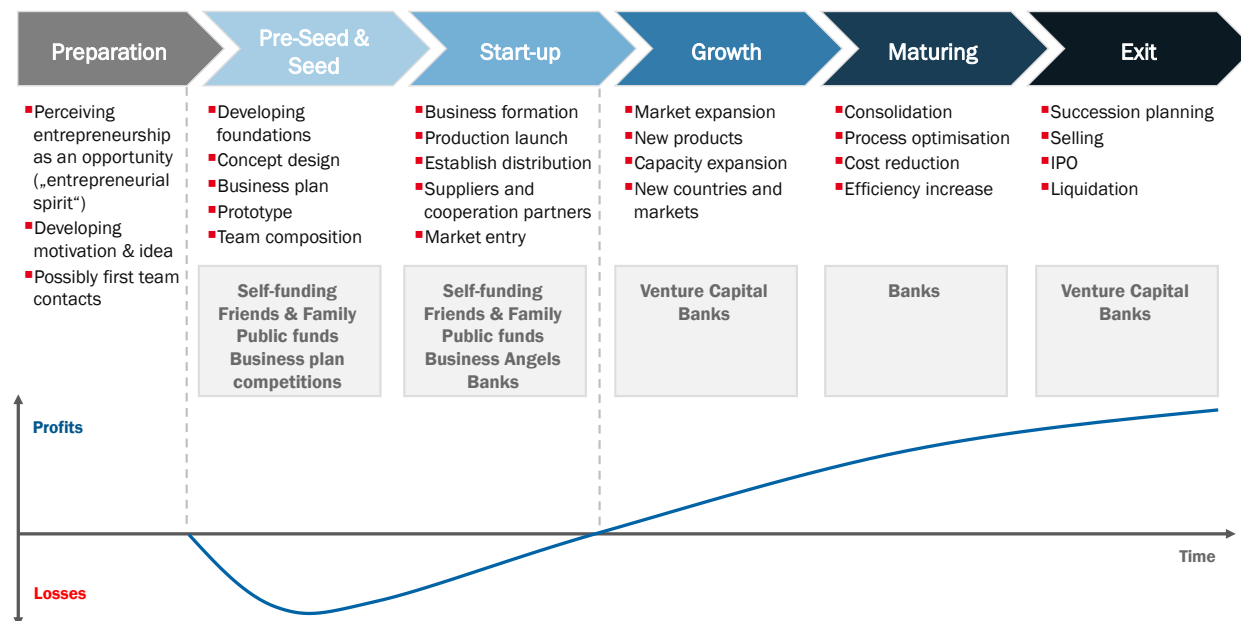 Preparation
Pre-Seed &
Seed
Start-up
Growth
Maturing
Exit
Perceiving
entrepreneurship
as an opportunity
(„entrepreneurial
spirit“)
Developing
motivation & idea
Possibly first team
contacts
Developing
foundations
Concept design
Business plan
Prototype
Team composition
Business formation
Production launch
Establish distribution
Suppliers and
cooperation partners
Market entry
Market expansion
New products
Capacity expansion
New countries and
markets
Consolidation
Process optimisation
Cost reduction
Efficiency increase
Succession planning
Selling
IPO
Liquidation
Self-funding
Friends & Family
Public funds
Business plan
competitions
Self-funding
Friends & Family
Public funds
Business Angels
Banks
Venture Capital
Banks
Banks
Venture Capital
Banks
Profits
Time
Losses